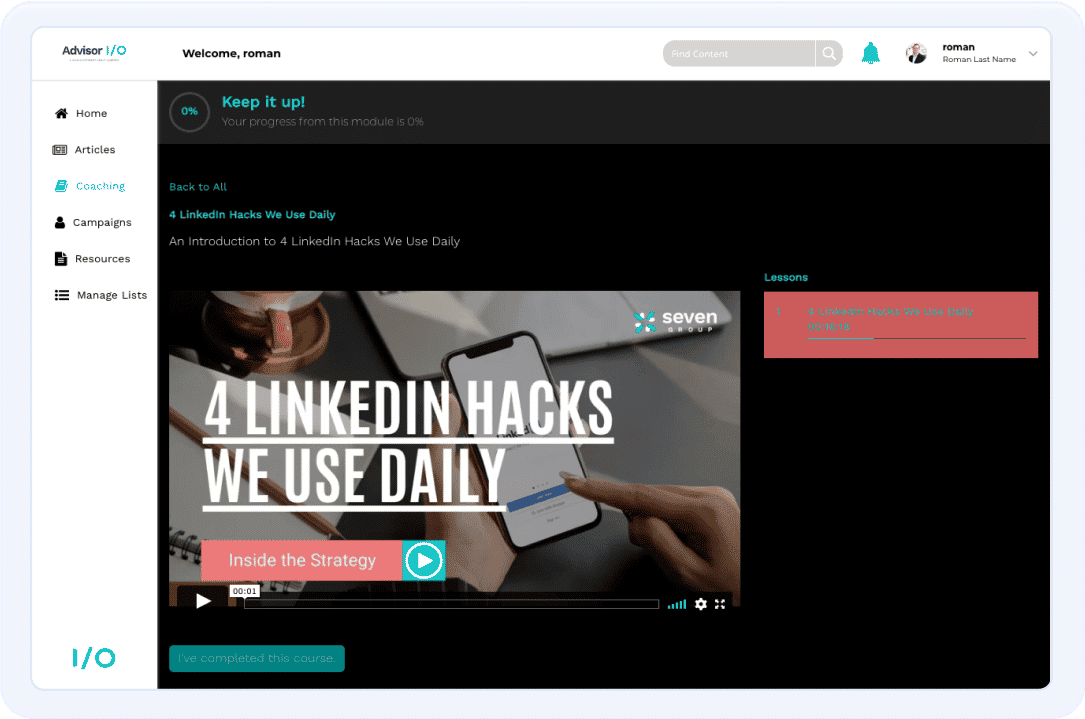 Advisor I/O
Welcome, roman
Find Content
roman
Roman Last Name
Home
Articles
Coaching
Campaigns
Resources
Manage Lists
I/O
0%
Keep it up!
Your progress from this module is 0%
Back to All
4 LinkedIn Hacks We Use Daily
An Introduction to 4 LinkedIn Hacks We Use Daily
seven
GROUP
4 LINKEDIN HACKS
WE USE DAILY
Inside the Strategy
00:01
I've completed this course.
Lessons
1
4 LinkedIn Hacks We Use Daily